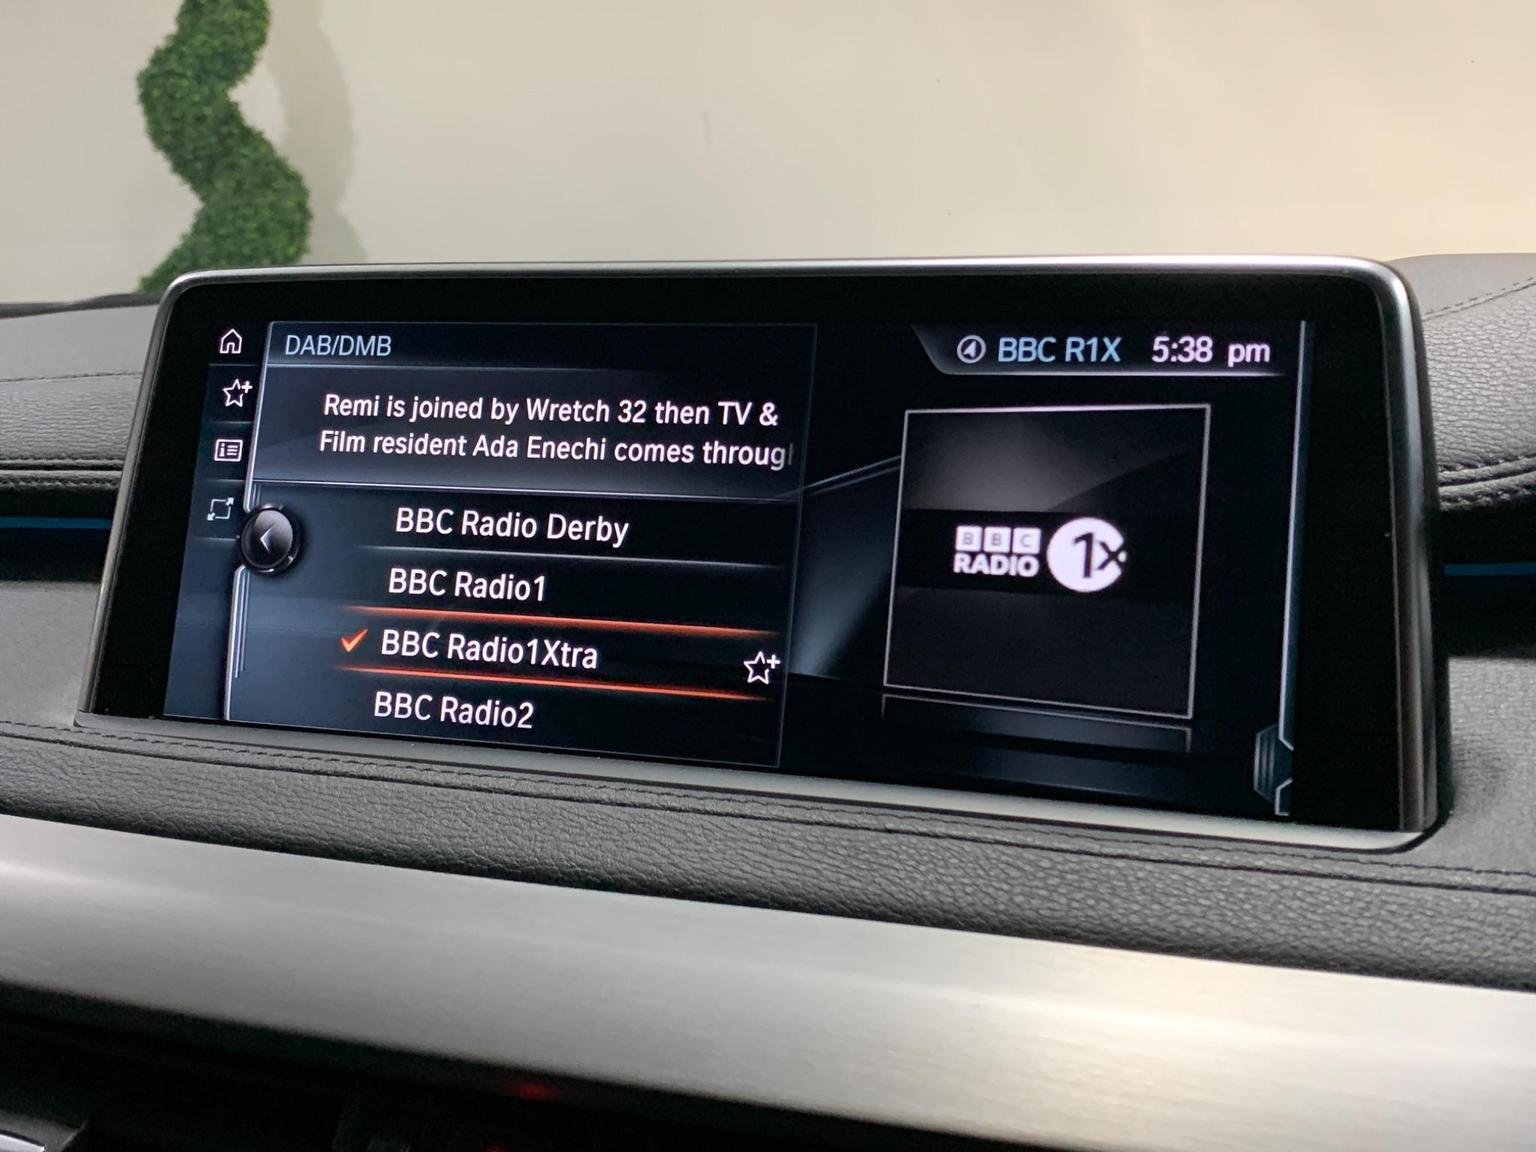 DAB/DMB
BBC R1X 5:38 pm
Remi is joined by Wretch 32 then TV &
Film resident Ada Enechi comes throug
BBC Radio Derby
BBC Radio1
BBC Radio1Xtra
BBC Radio2
BBC
RADIO 1X